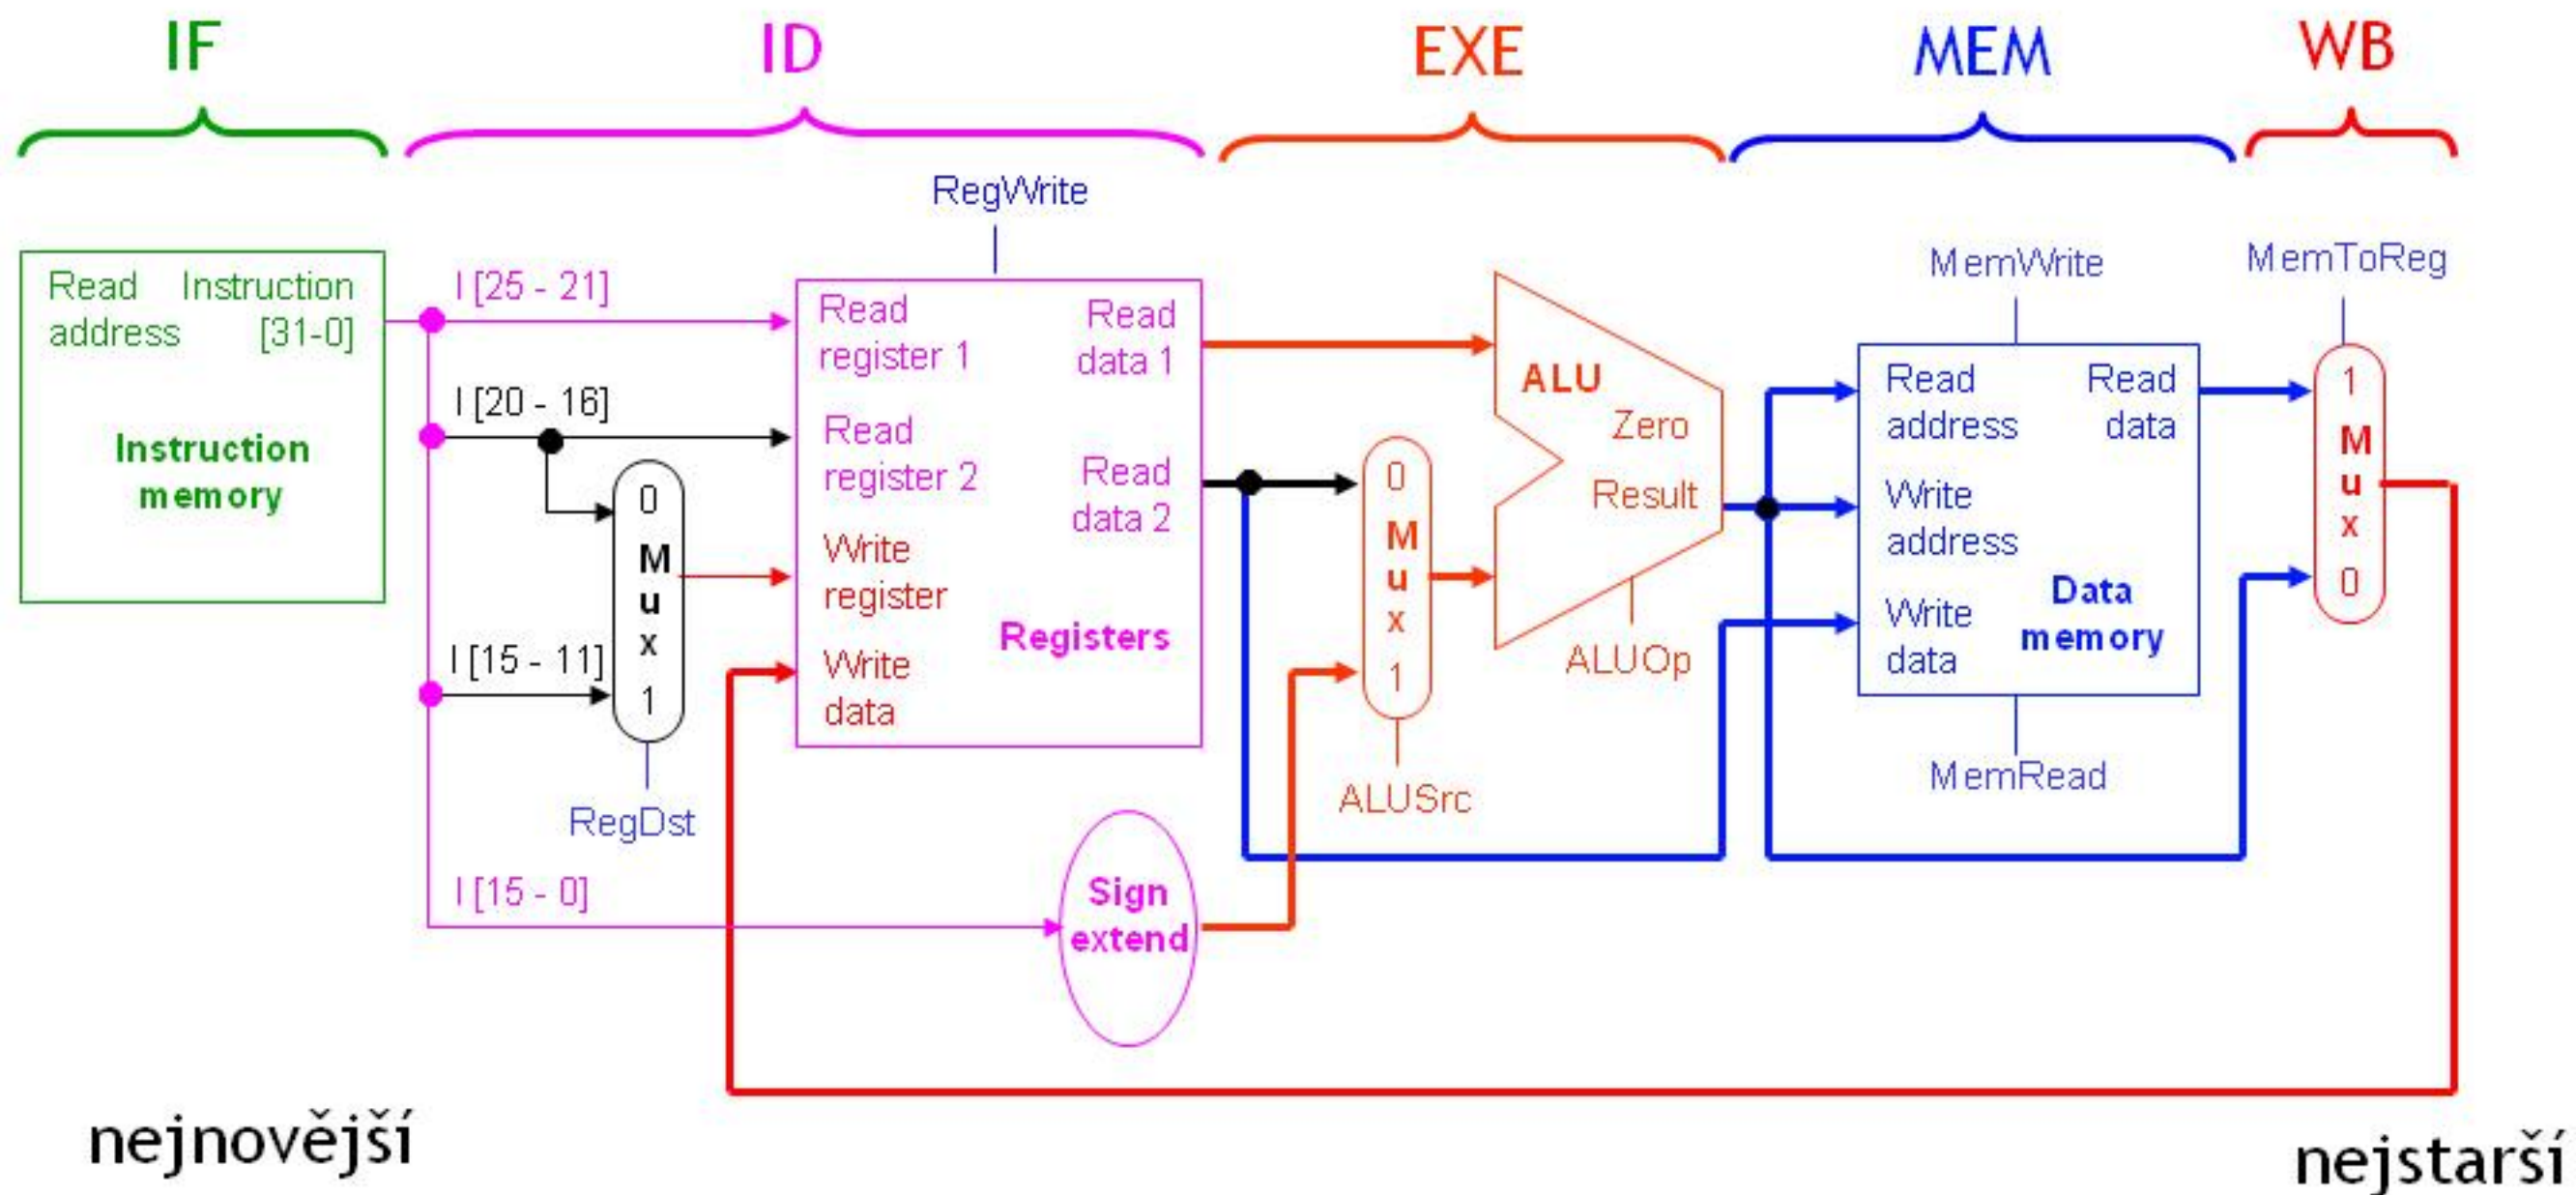 IF
ID
EXE
MEM
WB
RegWrite
MemWrite
MemToReg
Read Instruction
address [31-0]
Instruction
memory
I [25 - 21]
I [20 - 16]
I [15 - 11]
I [15 - 0]
0
M
u
x
1
RegDst
Read
register 1
Read
register 2
Write
register
Write
data
Read
data 1
Read
data 2
Registers
Sign
extend
0
M
u
x
1
ALUSrc
ALU
Zero
Result
ALUOp
Read
address
Write
address
Write
data
Read
data
Data
memory
MemRead
1
M
u
x
0
nejnovější
nejstarší